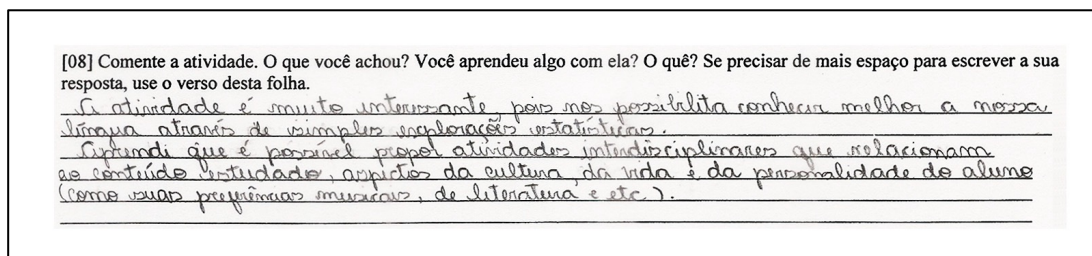 [08] Comente a atividade. O que você achou? Você aprendeu algo com ela? O quê? Se precisar de mais espaço para escrever a sua
resposta, use o verso desta folha.
A atividade é muito interessante, pois nos possibilita conhecer melhor a nossa
língua através de simples explorações estatísticas.
Aprendi que é possível propor atividades interdisciplinares que relacionam
ao conteúdo estudado, aspectos da cultura, da vida e da personalidade do aluno
(como suas preferências musicais, de literatura e etc).